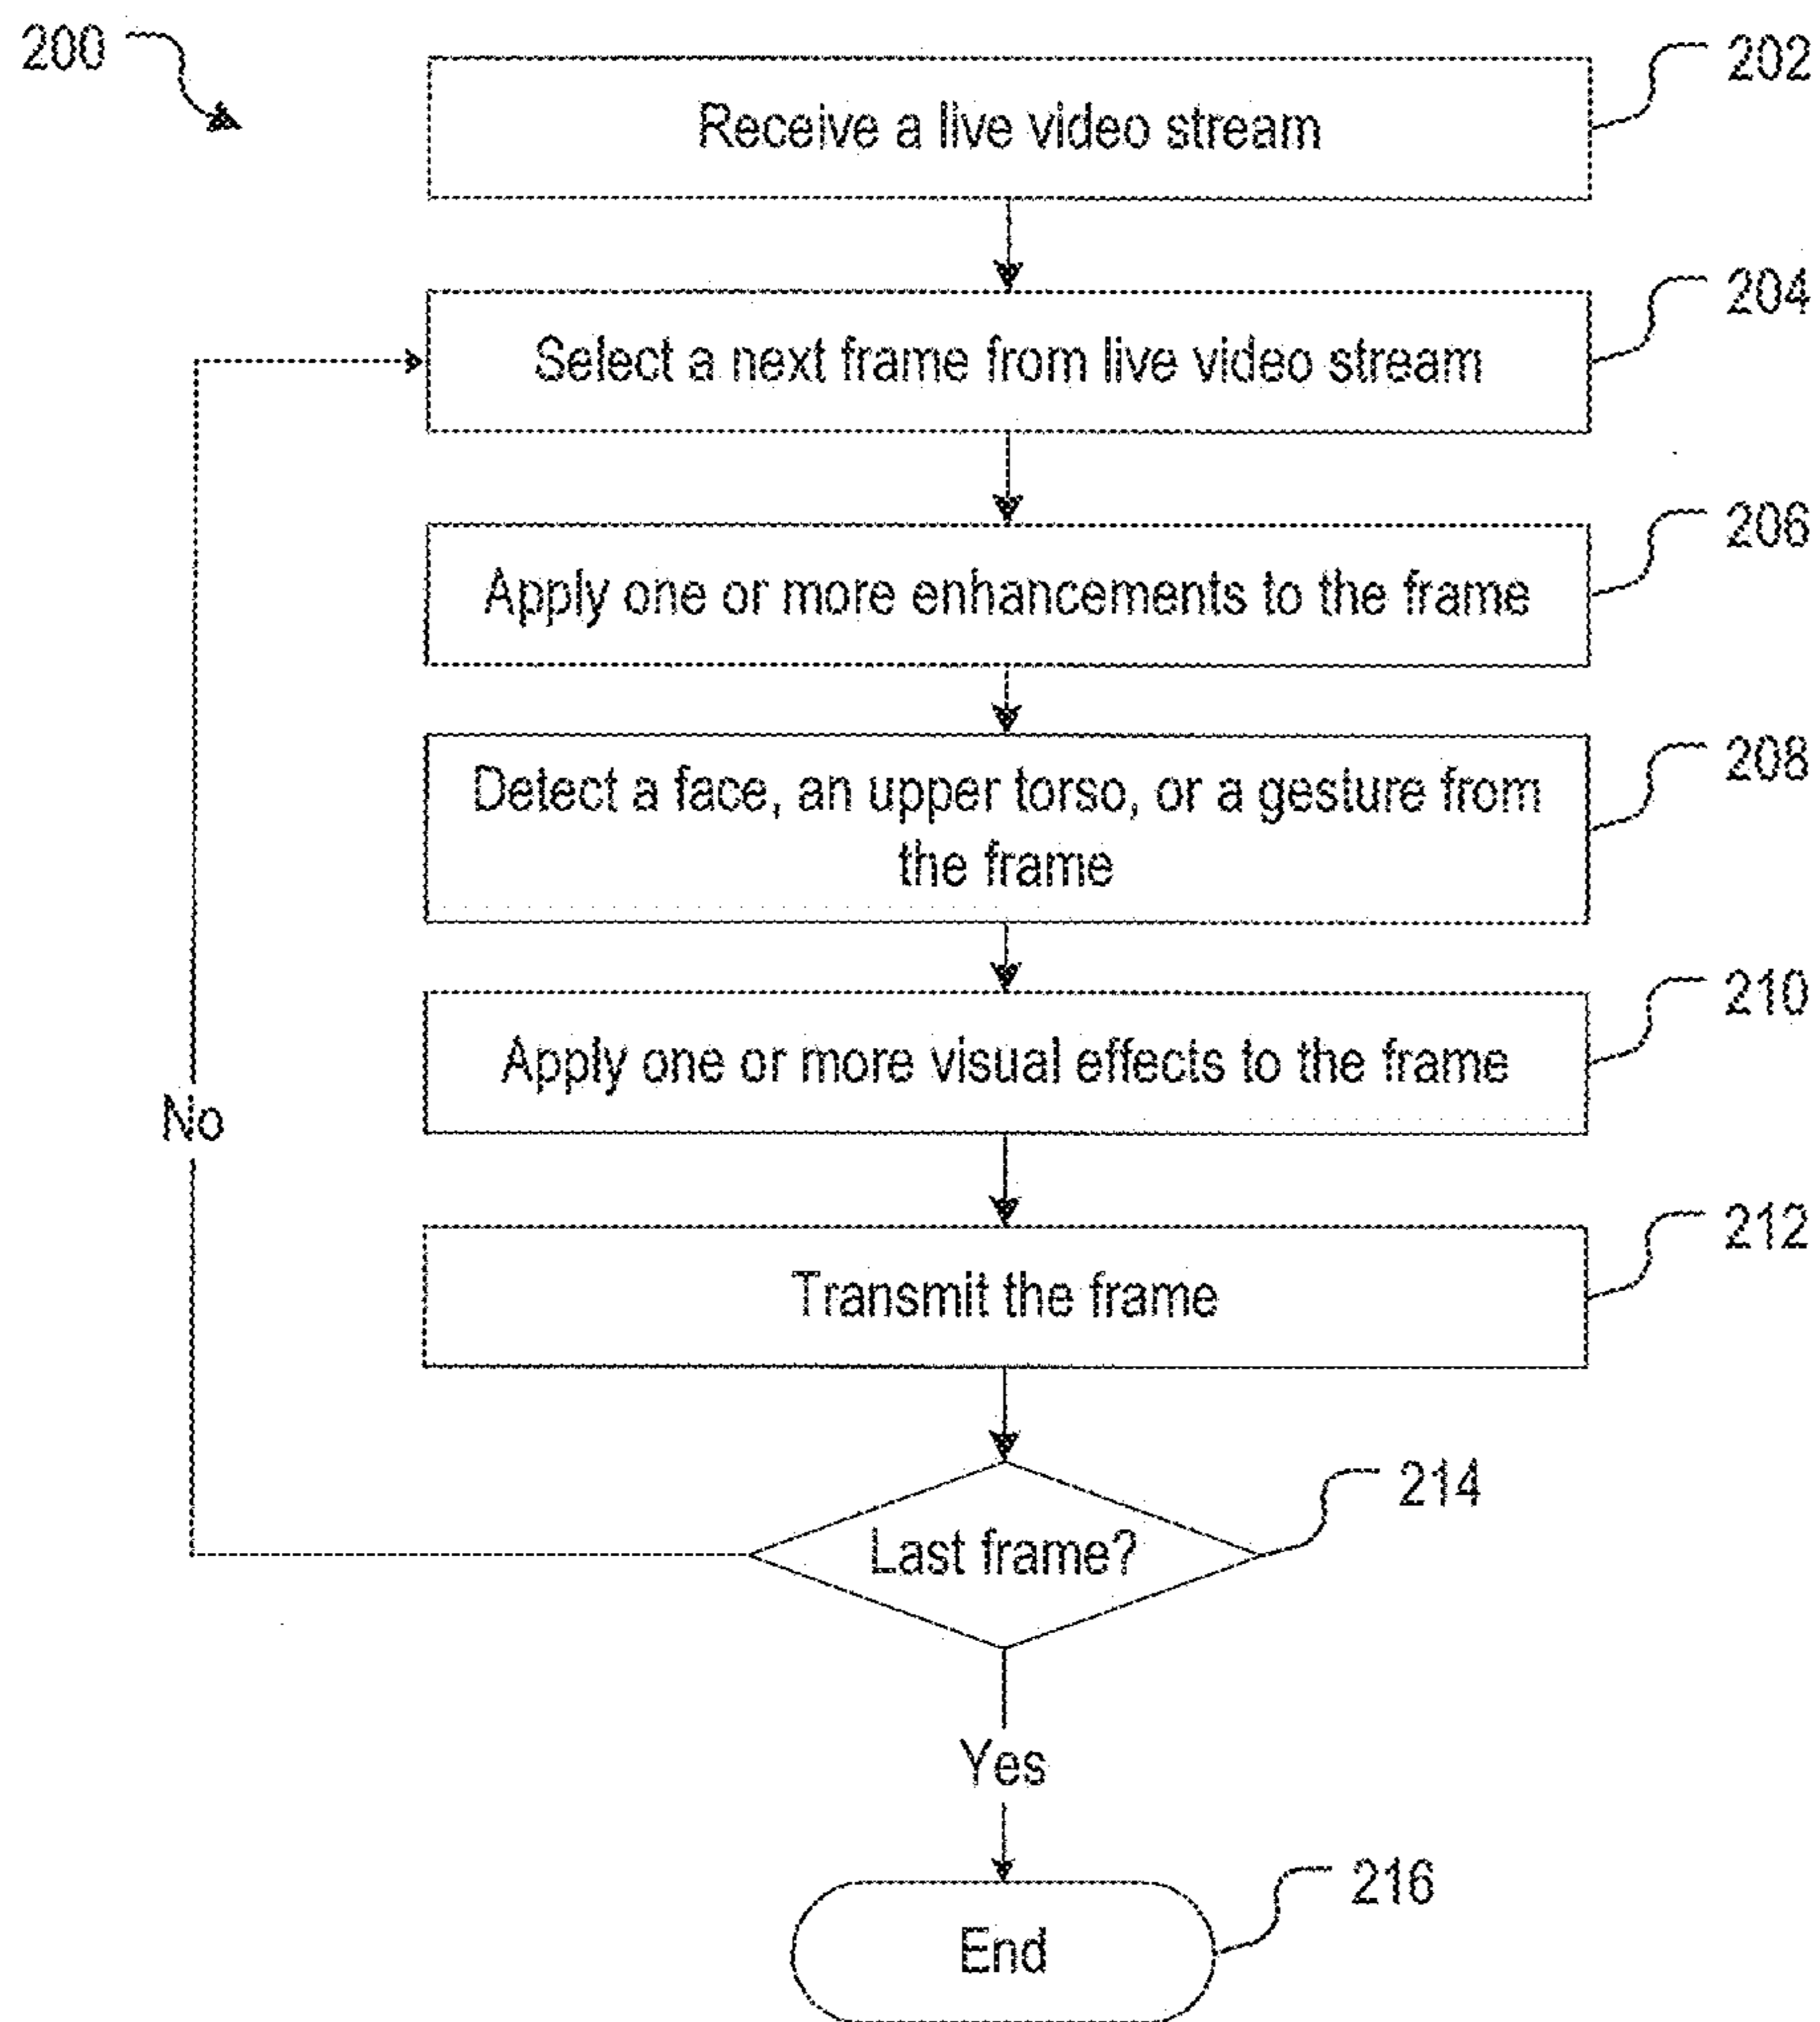 200
202
Receive a live video stream
204
Select a next frame from live video stream
206
Apply one or more enhancements to the frame
208
Detect a face, an upper torso, or a gesture from
the frame
210
Apply one or more visual effects to the frame
No
212
Transmit the frame
214
Last frame?
Yes
216
End